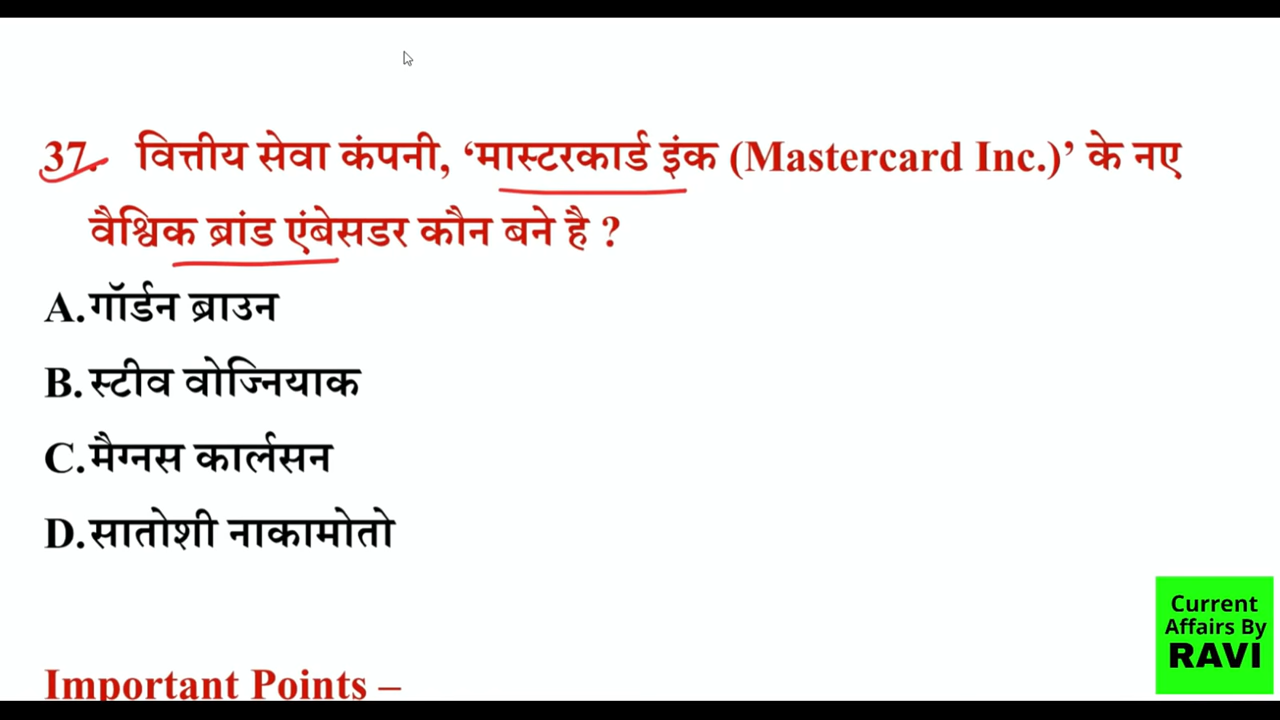 37. वित्तीय सेवा कंपनी, ‘मास्टरकार्ड इंक (Mastercard Inc.)’ के नए
वैश्विक ब्रांड एंबेसडर कौन बने है ?
A.गॉर्डन ब्राउन
B.स्टीव वोज्नियाक
C.मैग्नस कार्लसन
D.सातोशी नाकामोतो
Important Points –
Current
Affairs By
RAVI